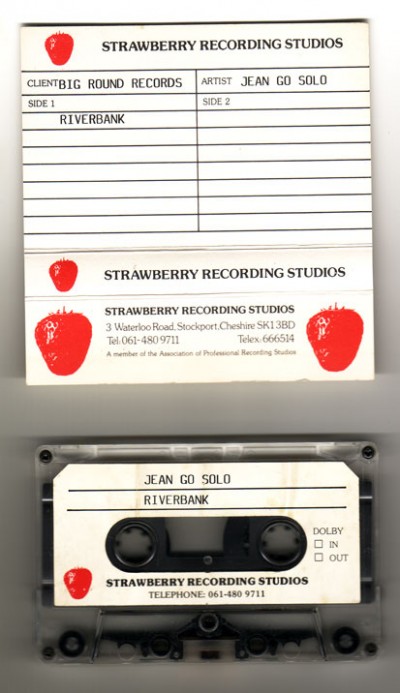 STRAWBERRY RECORDING STUDIOS
CLIENT BIG ROUND RECORDS ARTIST JEAN GO SOLO
SIDE 1 SIDE 2
RIVERBANK
STRAWBERRY RECORDING STUDIOS
STRAWBERRY RECORDING STUDIOS
3 Waterloo Road, Stockport, Cheshire SK1 3BD
Tel: 061-480 9711 Telex: 666514
A member of the Association of Professional Recording Studios
JEAN GO SOLO
RIVERBANK
DOLBY
IN
OUT
STRAWBERRY RECORDING STUDIOS
TELEPHONE: 061-480 9711